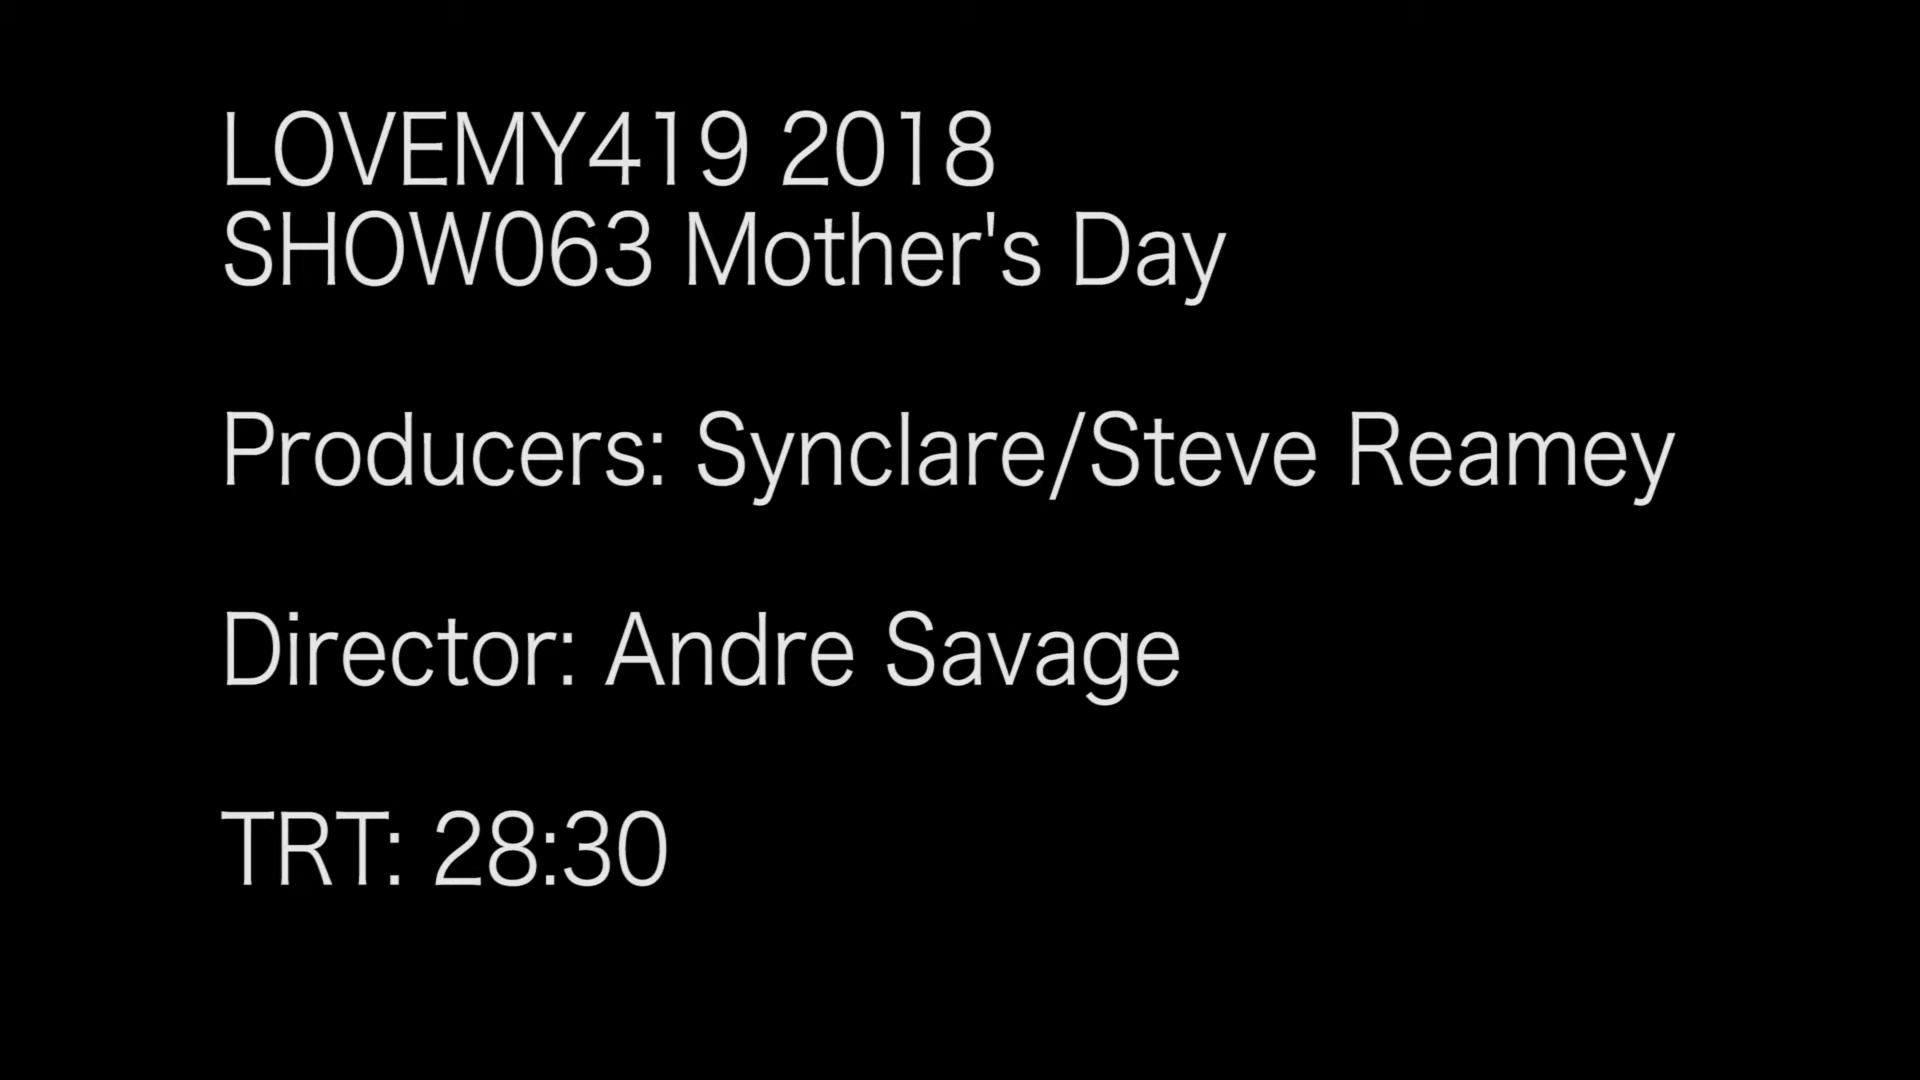 LOVEMY419 2018
SHOW063 Mother's Day
Producers: Synclare/Steve Reamey
Director: Andre Savage
TRT: 28:30